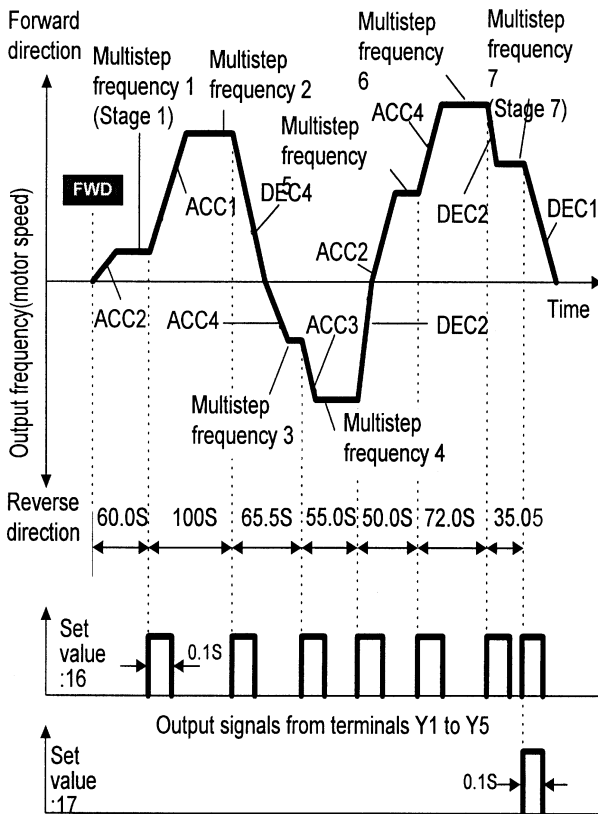 Forward
direction
Multistep
frequency 1
(Stage 1)
Multistep
frequency 2
Multistep
frequency
6
Multistep
frequency
7
(Stage 7)
Multistep
frequency
5
FWD
ACC1
DEC4
ACC4
DEC2
DEC1
ACC2
ACC2
ACC4
ACC3
DEC2
Time
Output frequency(motor speed)
Multistep
frequency 3
Multistep
frequency 4
Reverse
direction
60.0S
100S
65.5S
55.0S
50.0S
72.0S
35.05
Set
value
:16
0.1S
Output signals from terminals Y1 to Y5
Set
value
:17
0.1S